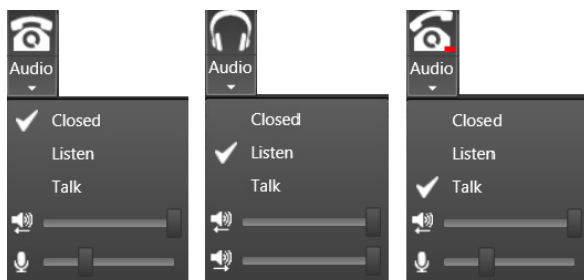 Audio
Closed
Listen
Talk
Audio
Closed
Listen
Talk
Audio
Closed
Listen
Talk